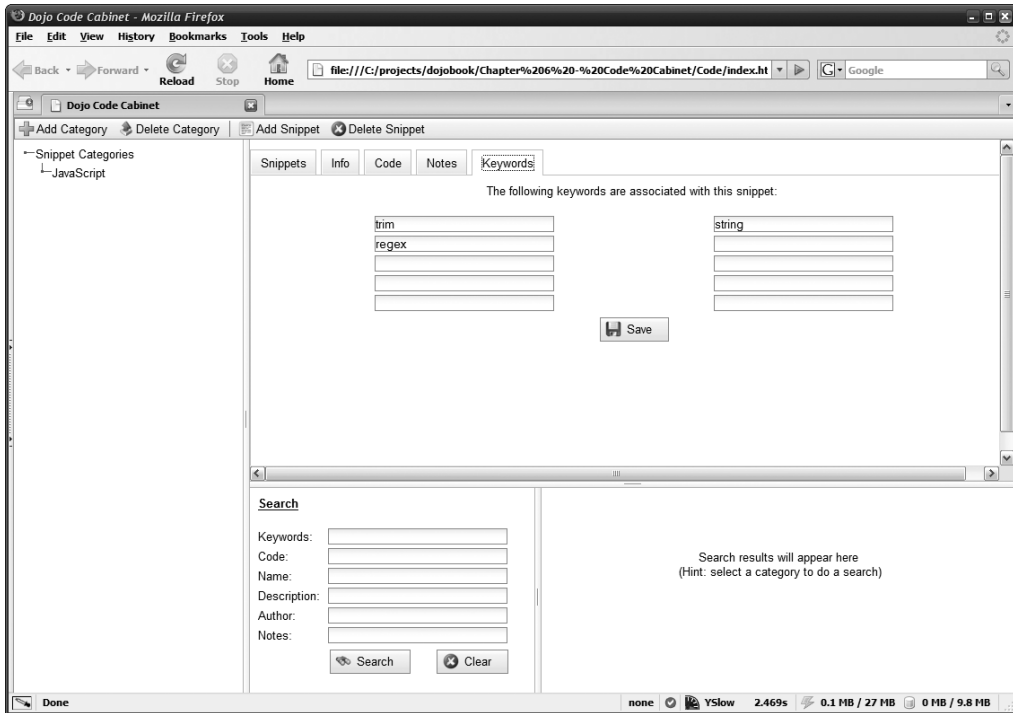 Dojo Code Cabinet - Mozilla Firefox
File Edit View History Bookmarks Tools Help
Back Forward Reload Stop Home file:///C:/projects/dojobook/Chapter%206%20-%20Code%20Cabinet/Code/index.ht G Google
Dojo Code Cabinet
Add Category Delete Category Add Snippet Delete Snippet
Snippet Categories
JavaScript
Snippets Info Code Notes Keywords
The following keywords are associated with this snippet:
trim string
regex
Save
Search
Keywords:
Code:
Name:
Description:
Author:
Notes:
Search Clear
Search results will appear here
(Hint: select a category to do a search)
Done none YSlow 2.469s 0.1 MB / 27 MB 0 MB / 9.8 MB